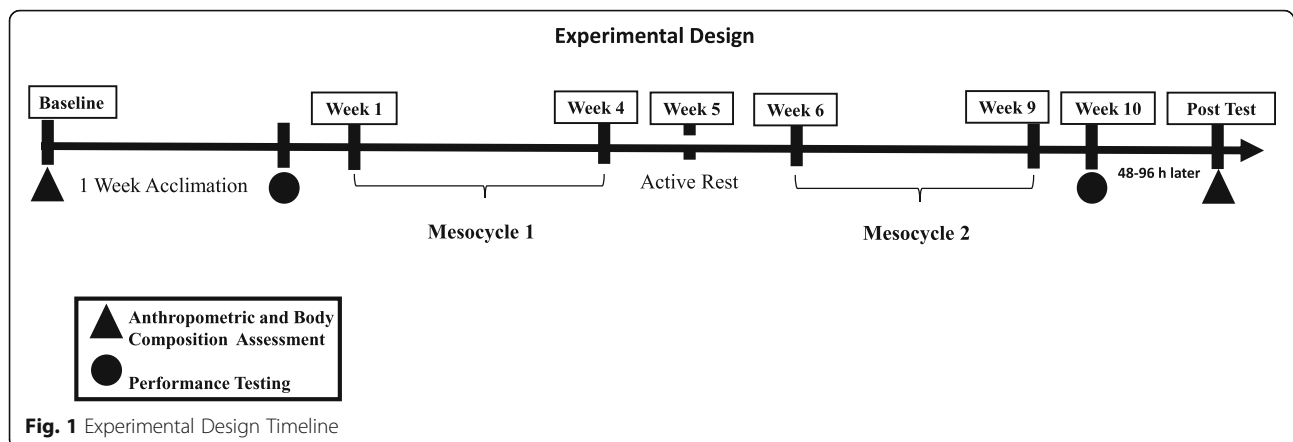 Experimental Design
Baseline
Week 1
Week 4
Week 5
Week 6
Week 9
Week 10
Post Test
1 Week Acclimation
Active Rest
48-96 h later
Mesocycle 1
Mesocycle 2
Anthropometric and Body
Composition Assessment
Performance Testing
Fig. 1 Experimental Design Timeline